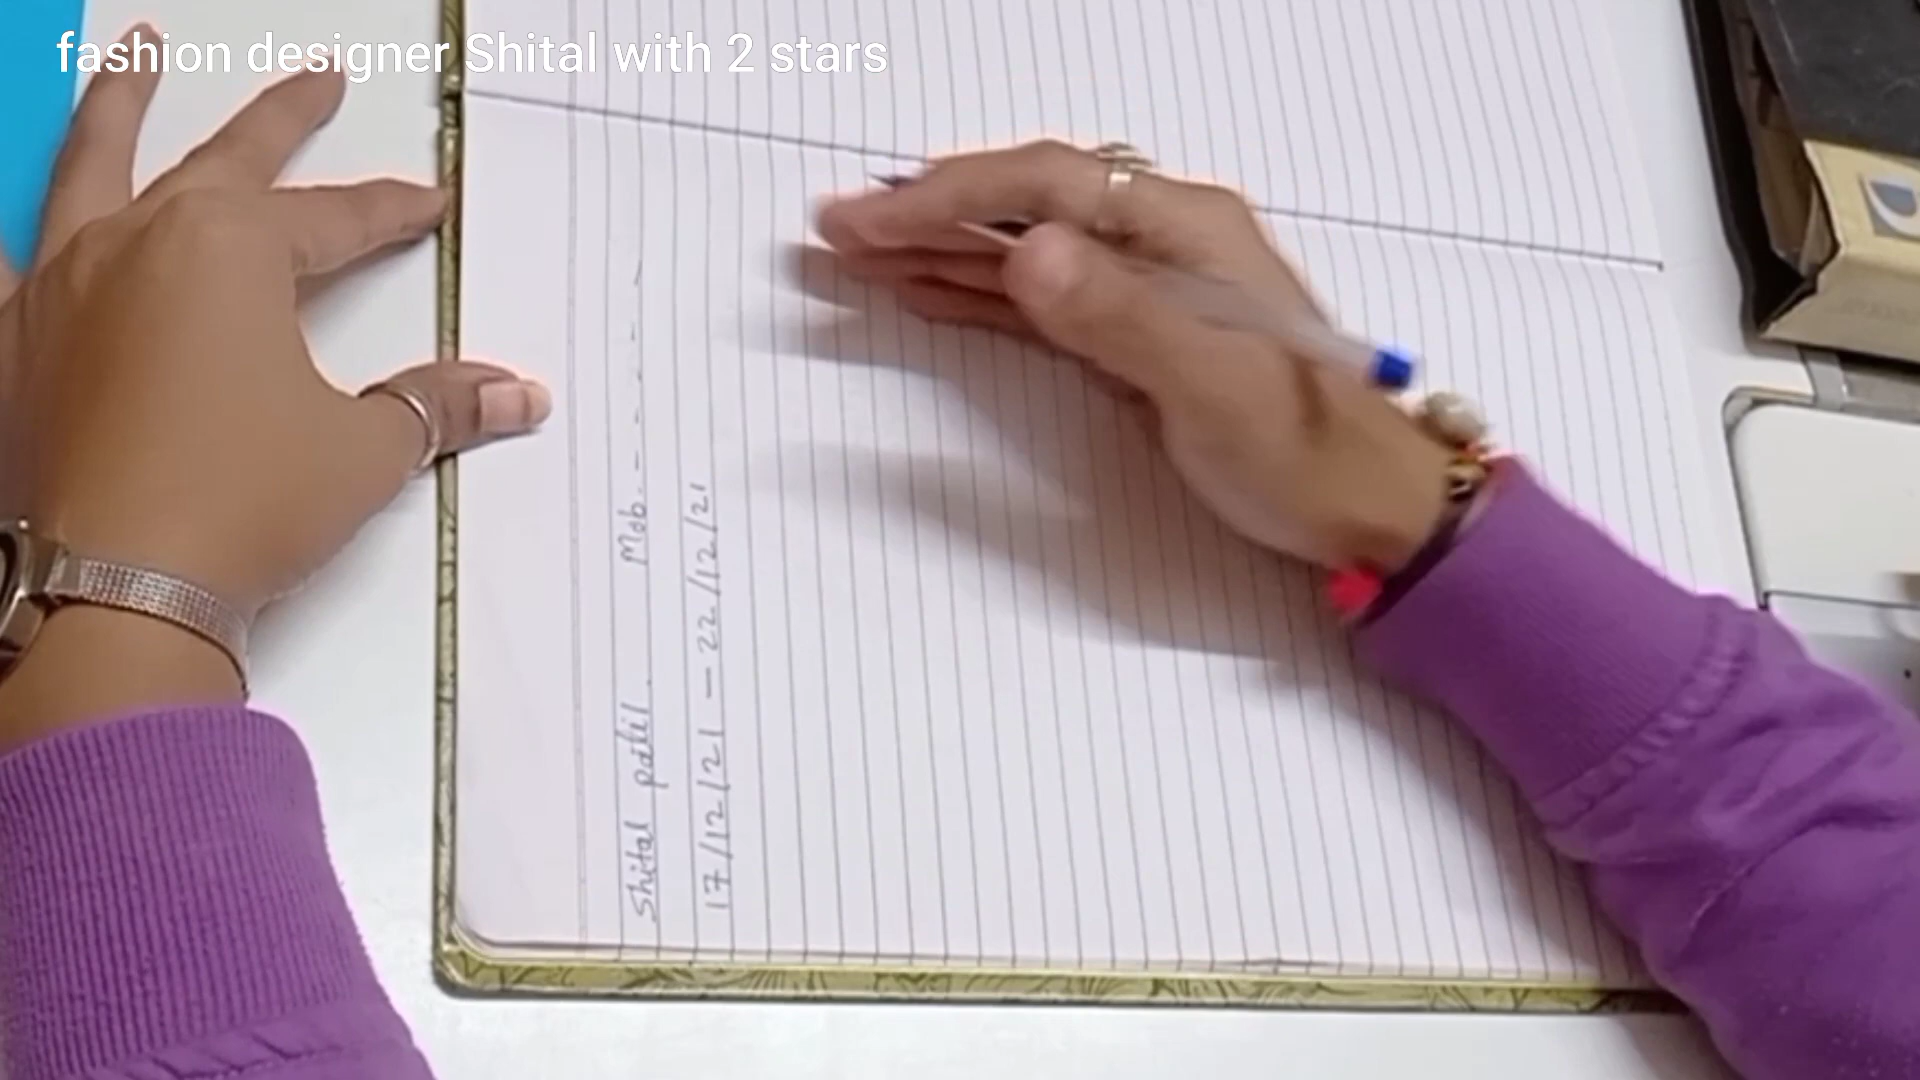 fashion designer Shital with 2 stars
Shital patil. Mob. - - - - - -
17/12/21 - 22/12/21